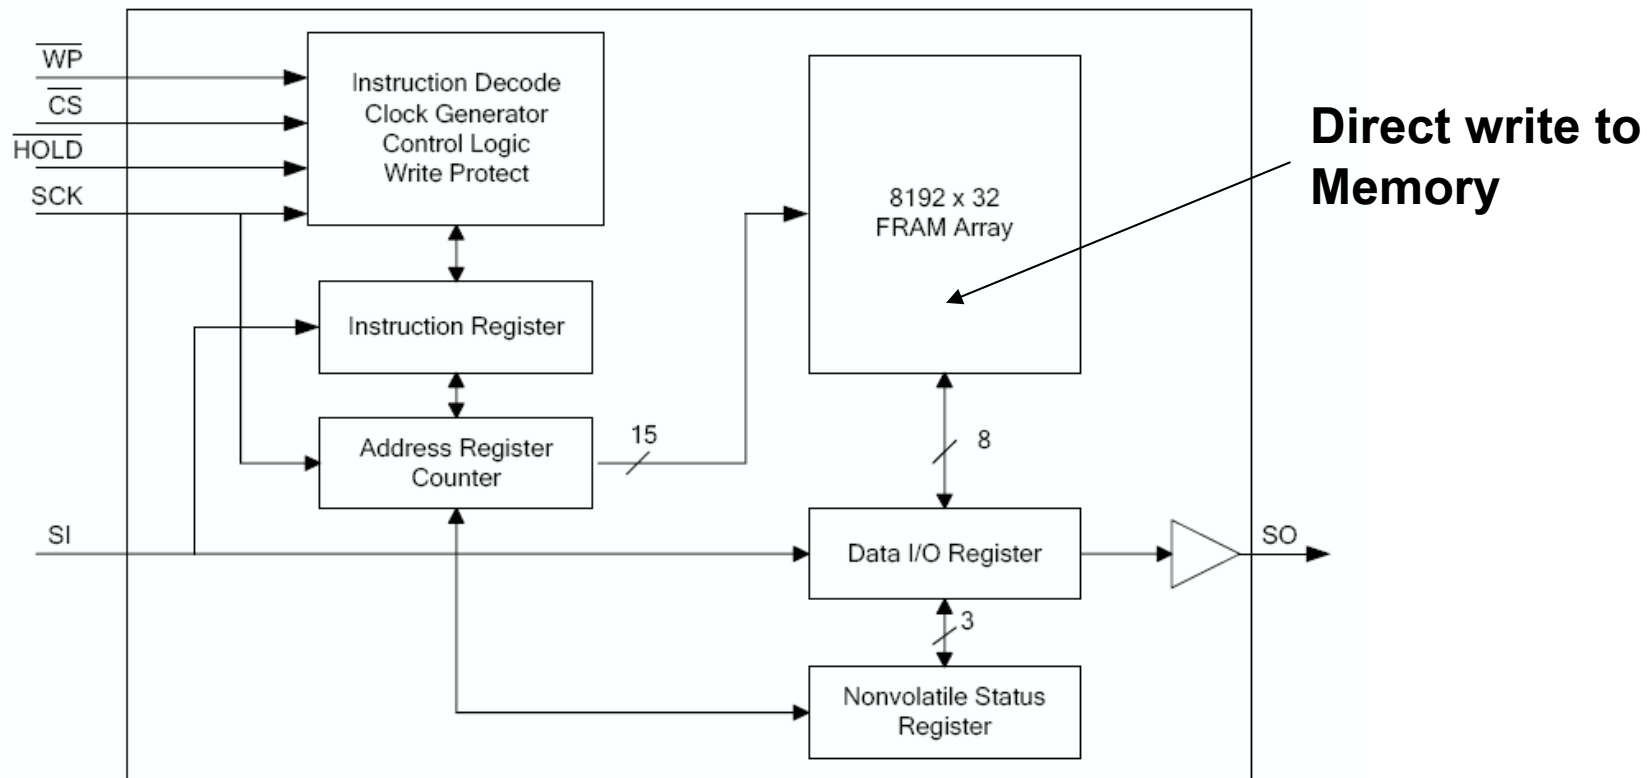 WP
CS
HOLD
SCK
Instruction Decode
Clock Generator
Control Logic
Write Protect
8192 x 32
FRAM Array
Direct write to
Memory
Instruction Register
Address Register
Counter
15
8
SI
Data I/O Register
SO
3
Nonvolatile Status
Register